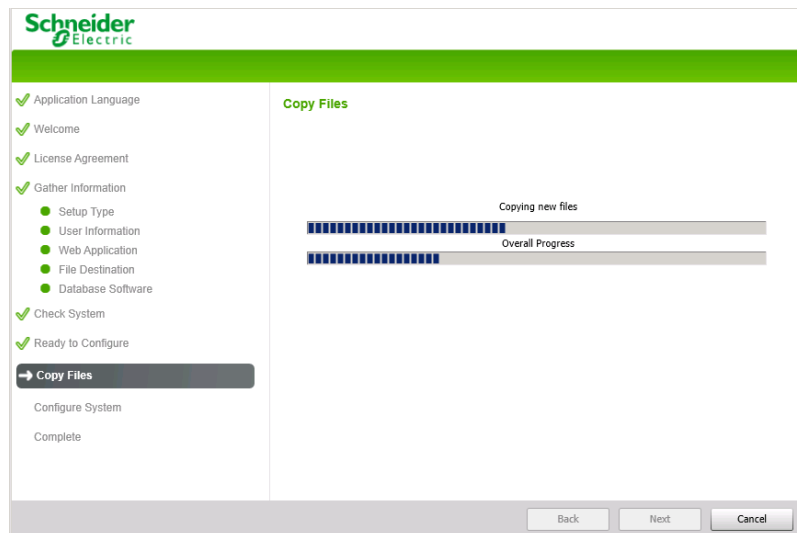 Schneider
Electric
Application Language
Welcome
License Agreement
Gather Information
Setup Type
User Information
Web Application
File Destination
Database Software
Check System
Ready to Configure
Copy Files
Configure System
Complete
Copy Files
Copying new files
Overall Progress
Back
Next
Cancel